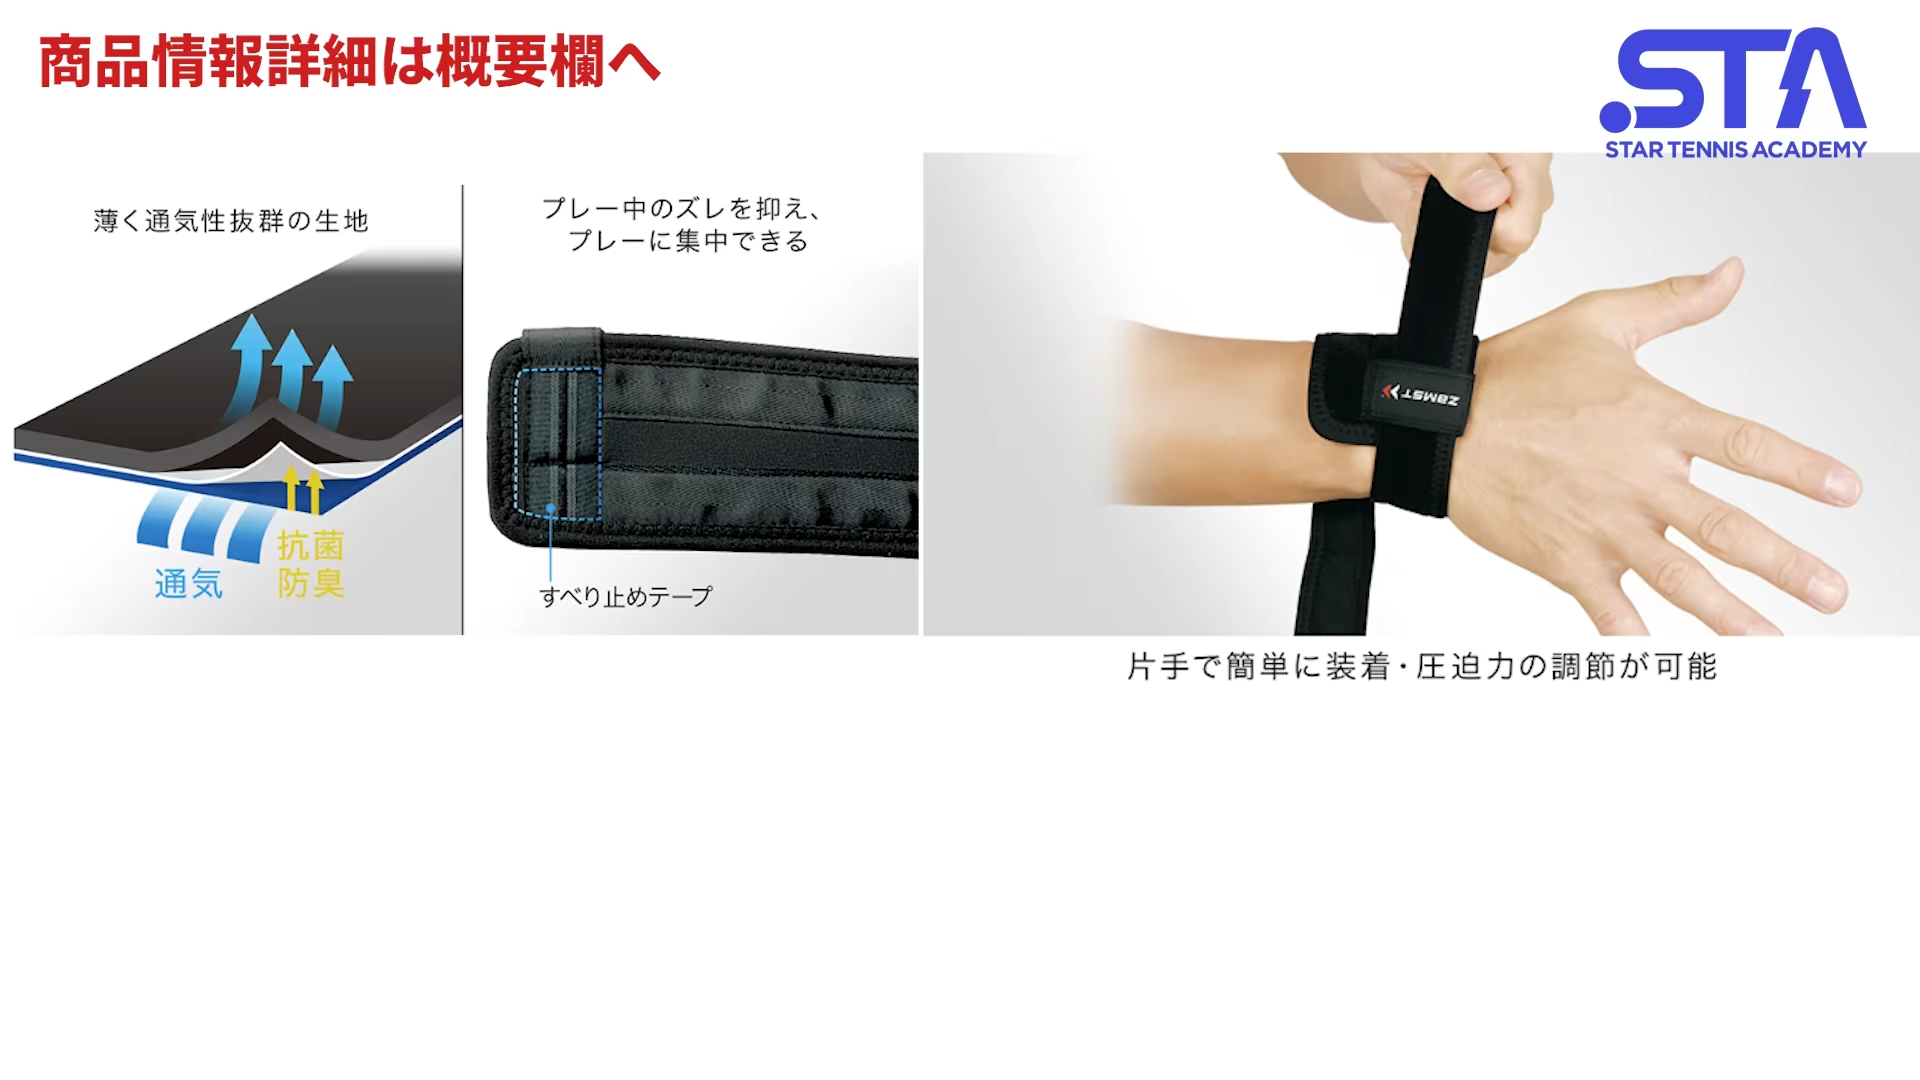 商品情報詳細は概要欄へ
STA
STAR TENNIS ACADEMY
薄く通気性抜群の生地
通気
抗菌
防臭
プレー中のズレを抑え、
プレーに集中できる
すべり止めテープ
ZAMST
片手で簡単に装着・圧迫力の調節が可能